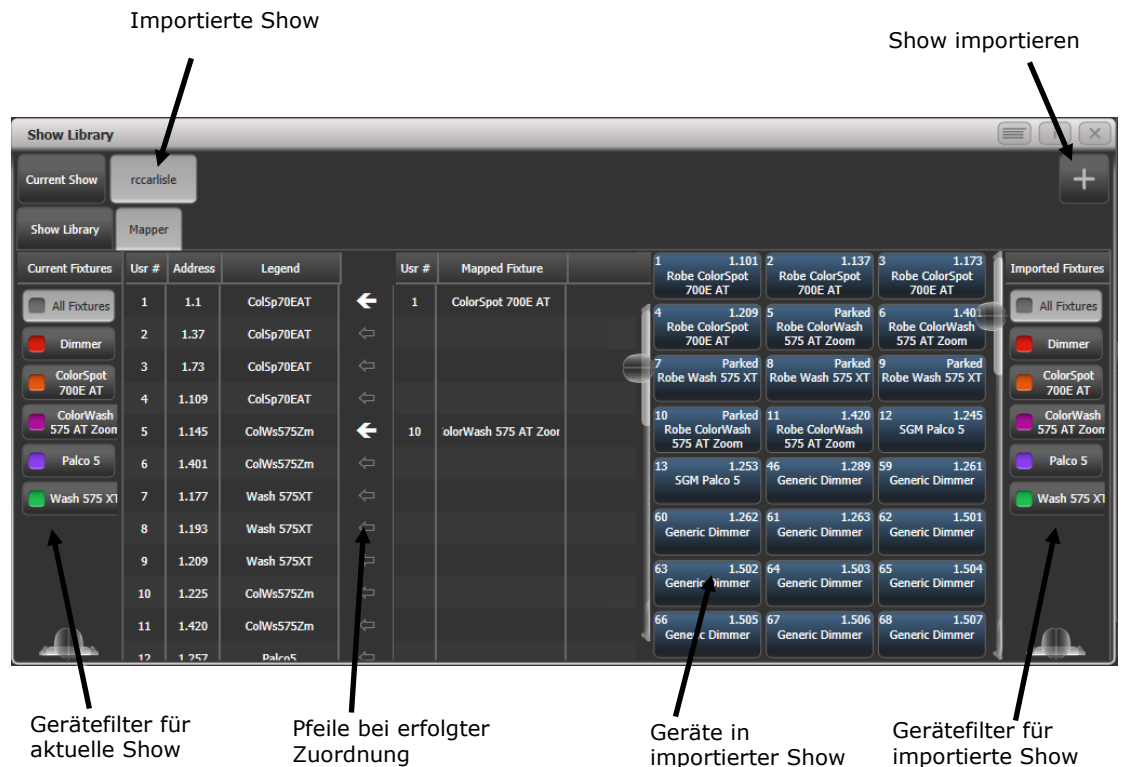 Importierte Show
Show importieren
Show Library
Current Show
rccarlisle
+
Show Library
Mapper
Current Fixtures
Usr #
Address
Legend
Usr #
Mapped Fixture
Imported Fixtures
All Fixtures
Dimmer
ColorSpot
700E AT
ColorWash
575 AT Zoom
Palco 5
Wash 575 XT
1 1.1 ColSp70EAT 1 ColorSpot 700E AT
2 1.37 ColSp70EAT
3 1.73 ColSp70EAT
4 1.109 ColSp70EAT
5 1.145 ColWs575Zm 10 olorWash 575 AT Zoor
6 1.401 ColWs575Zm
7 1.177 Wash 575XT
8 1.193 Wash 575XT
9 1.209 Wash 575XT
10 1.225 ColWs575Zm
11 1.420 ColWs575Zm
12 1.257 Palco5
1 1.101
Robe ColorSpot
700E AT
2 1.137
Robe ColorSpot
700E AT
3 1.173
Robe ColorSpot
700E AT
4 1.209
Robe ColorSpot
700E AT
5 Parked
Robe ColorWash
575 AT Zoom
6 1.401
Robe ColorWash
575 AT Zoom
7 Parked
Robe Wash 575 XT
8 Parked
Robe Wash 575 XT
9 Parked
Robe Wash 575 XT
10 Parked
Robe ColorWash
575 AT Zoom
11 1.420
Robe ColorWash
575 AT Zoom
12 1.245
SGM Palco 5
13 1.253
SGM Palco 5
46 1.289
Generic Dimmer
59 1.261
Generic Dimmer
60 1.262
Generic Dimmer
61 1.263
Generic Dimmer
62 1.501
Generic Dimmer
63 1.502
Generic Dimmer
64 1.503
Generic Dimmer
65 1.504
Generic Dimmer
66 1.505
Generic Dimmer
67 1.506
Generic Dimmer
68 1.507
Generic Dimmer
All Fixtures
Dimmer
ColorSpot
700E AT
ColorWash
575 AT Zoom
Palco 5
Wash 575 XT
Gerätefilter für
aktuelle Show
Pfeile bei erfolgter
Zuordnung
Geräte in
importierter Show
Gerätefilter für
importierte Show